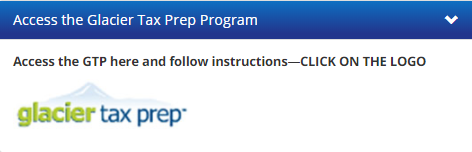 Access the Glacier Tax Prep Program
Access the GTP here and follow instructions—CLICK ON THE LOGO
glacier tax prep